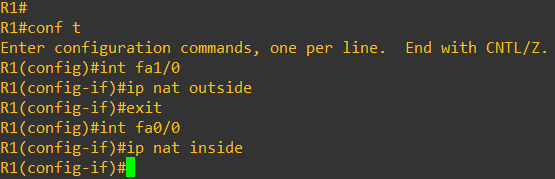 R1#
R1#conf t
Enter configuration commands, one per line.  End with CNTL/Z.
R1(config)#int fa1/0
R1(config-if)#ip nat outside
R1(config-if)#exit
R1(config)#int fa0/0
R1(config-if)#ip nat inside
R1(config-if)#